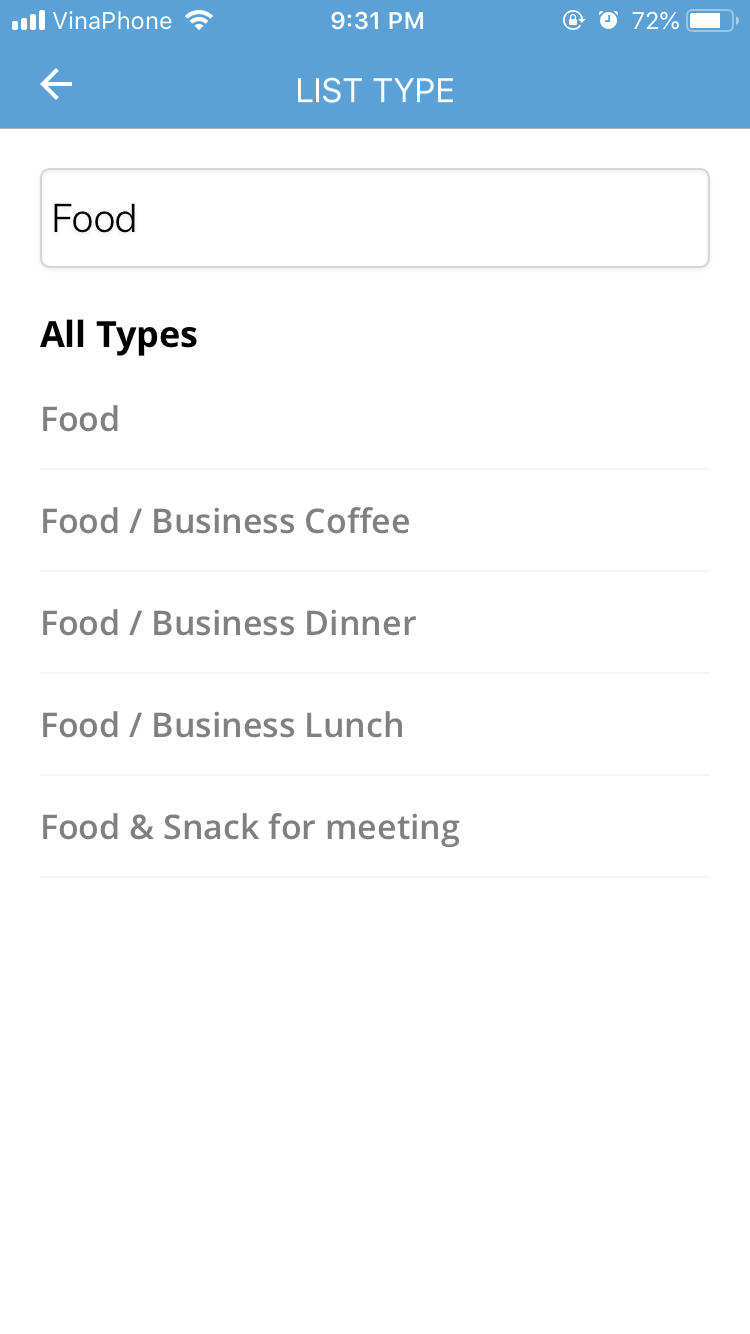 VinaPhone 9:31 PM 72%
LIST TYPE
Food
All Types
Food
Food / Business Coffee
Food / Business Dinner
Food / Business Lunch
Food & Snack for meeting